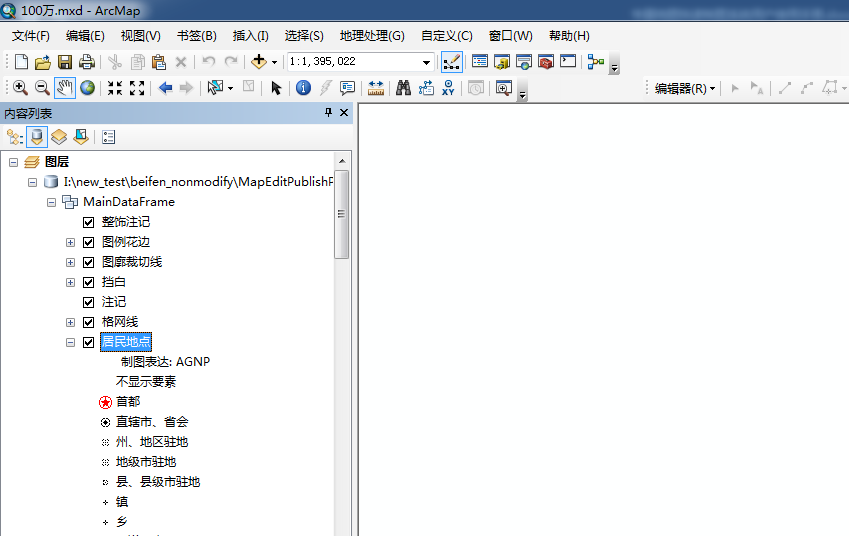 100万.mxd - ArcMap
文件(F) 编辑(E) 视图(V) 书签(B) 插入(I) 选择(S) 地理处理(G) 自定义(C) 窗口(W) 帮助(H)
1:1,395,022
编辑器(R)
内容列表
图层
I:\new_test\beifen_nonmodify\MapEditPublishP
MainDataFrame
整饰注记
图例花边
图廓裁切线
挡白
注记
格网线
居民地点
制图表达: AGNP
不显示要素
首都
直辖市、省会
州、地区驻地
地级市驻地
县、县级市驻地
镇
乡